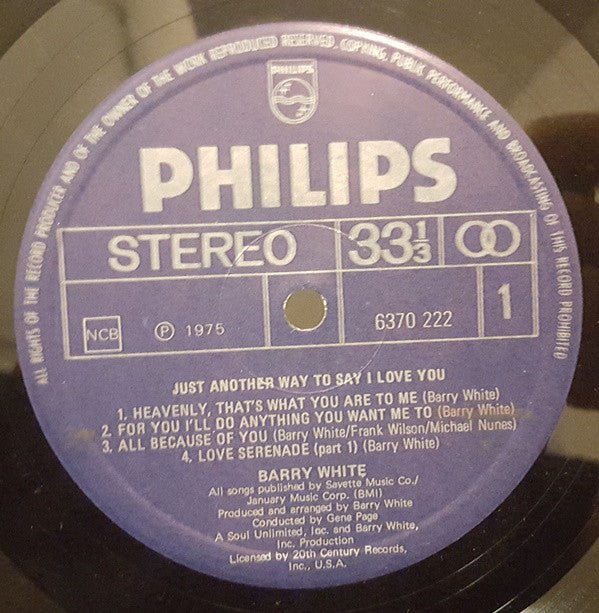 ALL RIGHTS OF THE RECORD PRODUCER AND OF THE OWNER OF THE WORK REPRODUCED RESERVED. COPYING, PUBLIC PERFORMANCE AND BROADCASTING OF THIS RECORD PROHIBITED
PHILIPS
PHILIPS
STEREO 33⅓
NCB Ⓟ 1975 6370 222 1
JUST ANOTHER WAY TO SAY I LOVE YOU
1. HEAVENLY, THAT'S WHAT YOU ARE TO ME (Barry White)
2. FOR YOU I'LL DO ANYTHING YOU WANT ME TO (Barry White)
3. ALL BECAUSE OF YOU (Barry White/Frank Wilson/Michael Nunes)
4. LOVE SERENADE (part 1) (Barry White)
BARRY WHITE
All songs published by Savette Music Co./
January Music Corp. (BMI)
Produced and arranged by Barry White
Conducted by Gene Page
A Soul Unlimited, Inc. and Barry White,
Inc. Production
Licensed by 20th Century Records,
Inc., U.S.A.